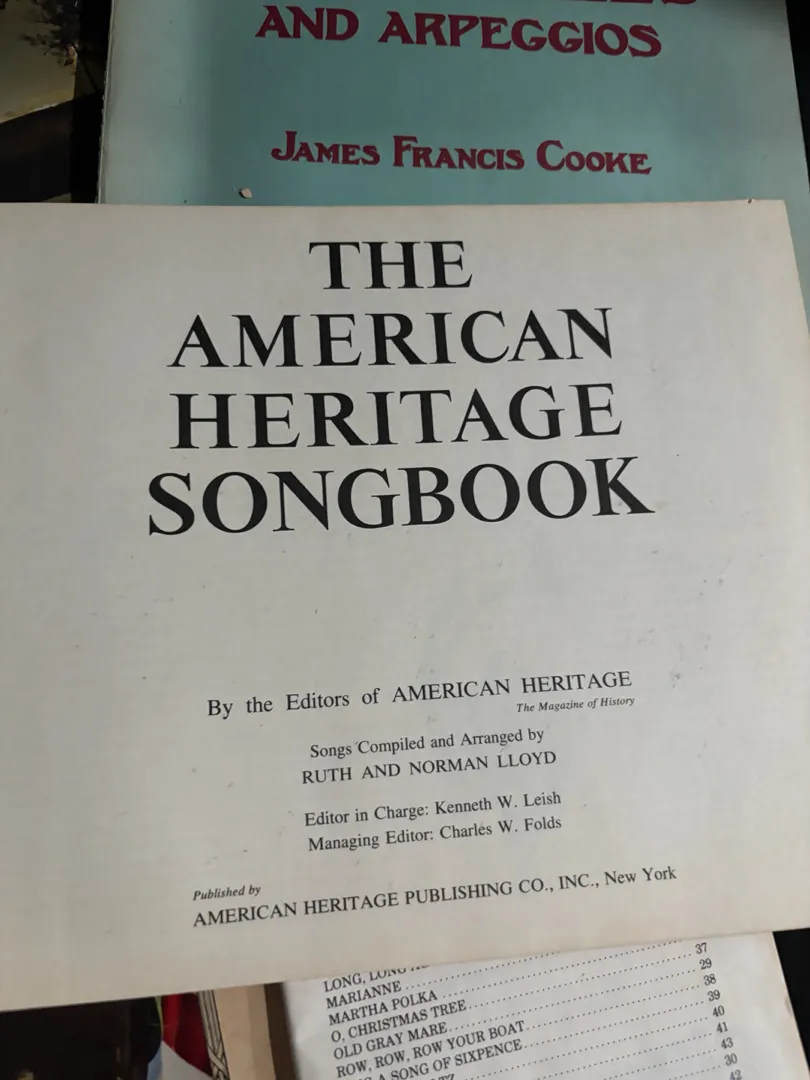 AND ARPEGGIOS
JAMES FRANCIS COOKE
THE
AMERICAN
HERITAGE
SONGBOOK
By the Editors of AMERICAN HERITAGE
The Magazine of History
Songs Compiled and Arranged by
RUTH AND NORMAN LLOYD
Editor in Charge: Kenneth W. Leish
Managing Editor: Charles W. Folds
Published by
AMERICAN HERITAGE PUBLISHING CO., INC., New York
LONG, LONG
MARIANNE
MARTHA POLKA
O, CHRISTMAS TREE
OLD GRAY MARE
ROW, ROW, ROW YOUR BOAT
A SONG OF SIXPENCE
37
29
38
39
40
41
43
30
42